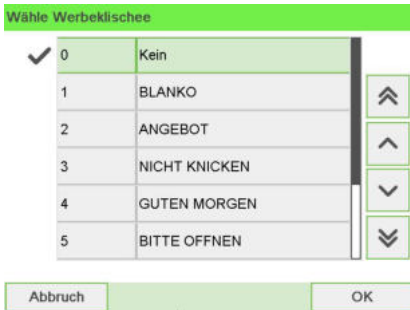 Wähle Werbeklischee
0 Kein
1 BLANKO
2 ANGEBOT
3 NICHT KNICKEN
4 GUTEN MORGEN
5 BITTE OFFNEN
Abbruch OK